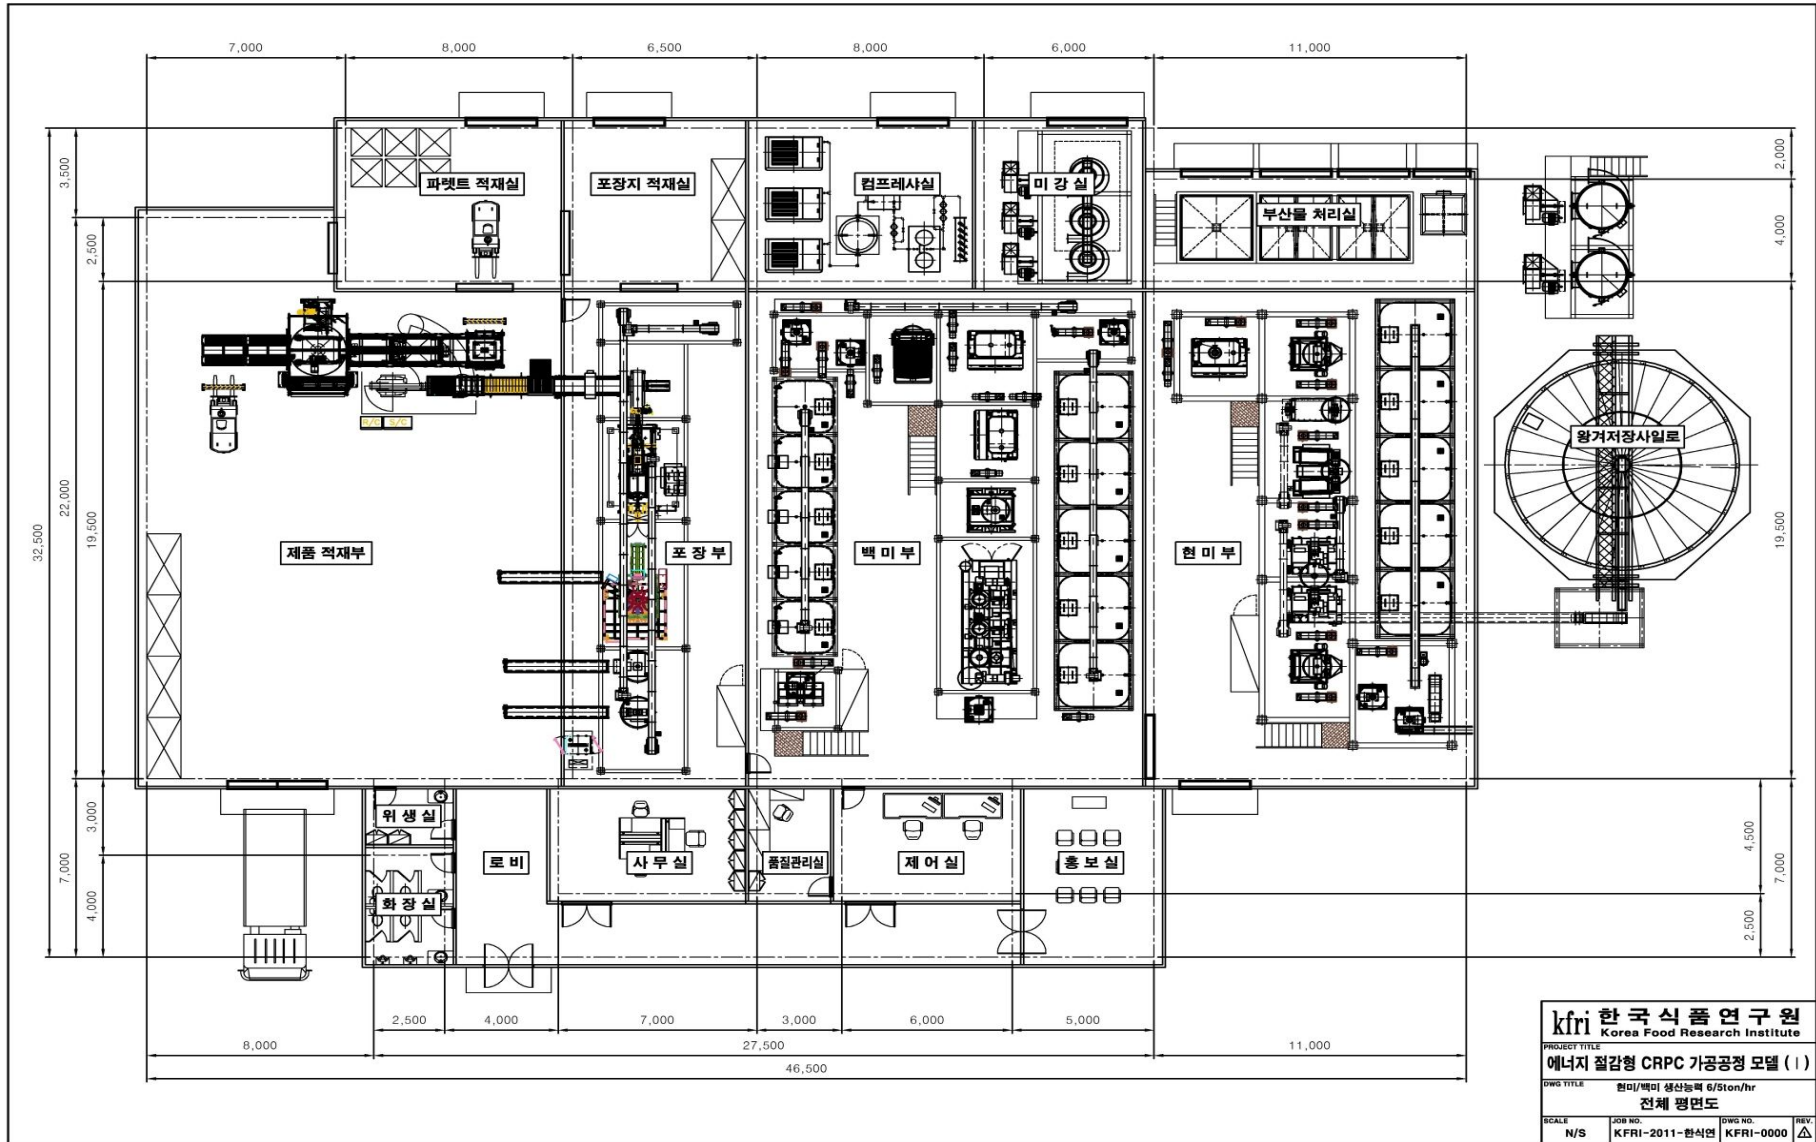 7,000 8,000 6,500 8,000 6,000 11,000
3,500
2,500
22,000
19,500
32,500
3,000
7,000
4,000
2,000
4,000
19,500
4,500
7,000
2,500
파렛트 적재실
포장지 적재실
컴프레샤실
미 강 실
부산물 처리실
왕겨저장사일로
R/C S/C
제품 적재부
포 장 부
백 미 부
현 미 부
위 생 실
로 비
사 무 실
품질관리실
제 어 실
홍 보 실
화 장 실
2,500 4,000 7,000 3,000 6,000 5,000
8,000 27,500 11,000
46,500
kfri 한국식품연구원
Korea Food Research Institute
PROJECT TITLE
에너지 절감형 CRPC 가공공정 모델 (I)
DWG TITLE
현미/백미 생산능력 6/5ton/hr
전체 평면도
SCALE JOB NO. DWG NO. REV.
N/S KFRI-2011-한식연 KFRI-0000